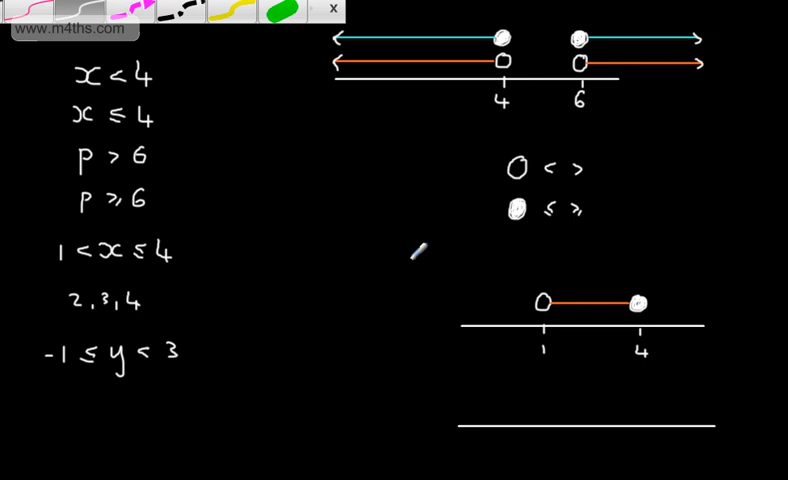 x
www.m4ths.com
x < 4
x ≤ 4
p > 6
p ≥ 6
1 < x ≤ 4
2, 3, 4
-1 ≤ y < 3
4 6
< >
≤ ≥
1 4